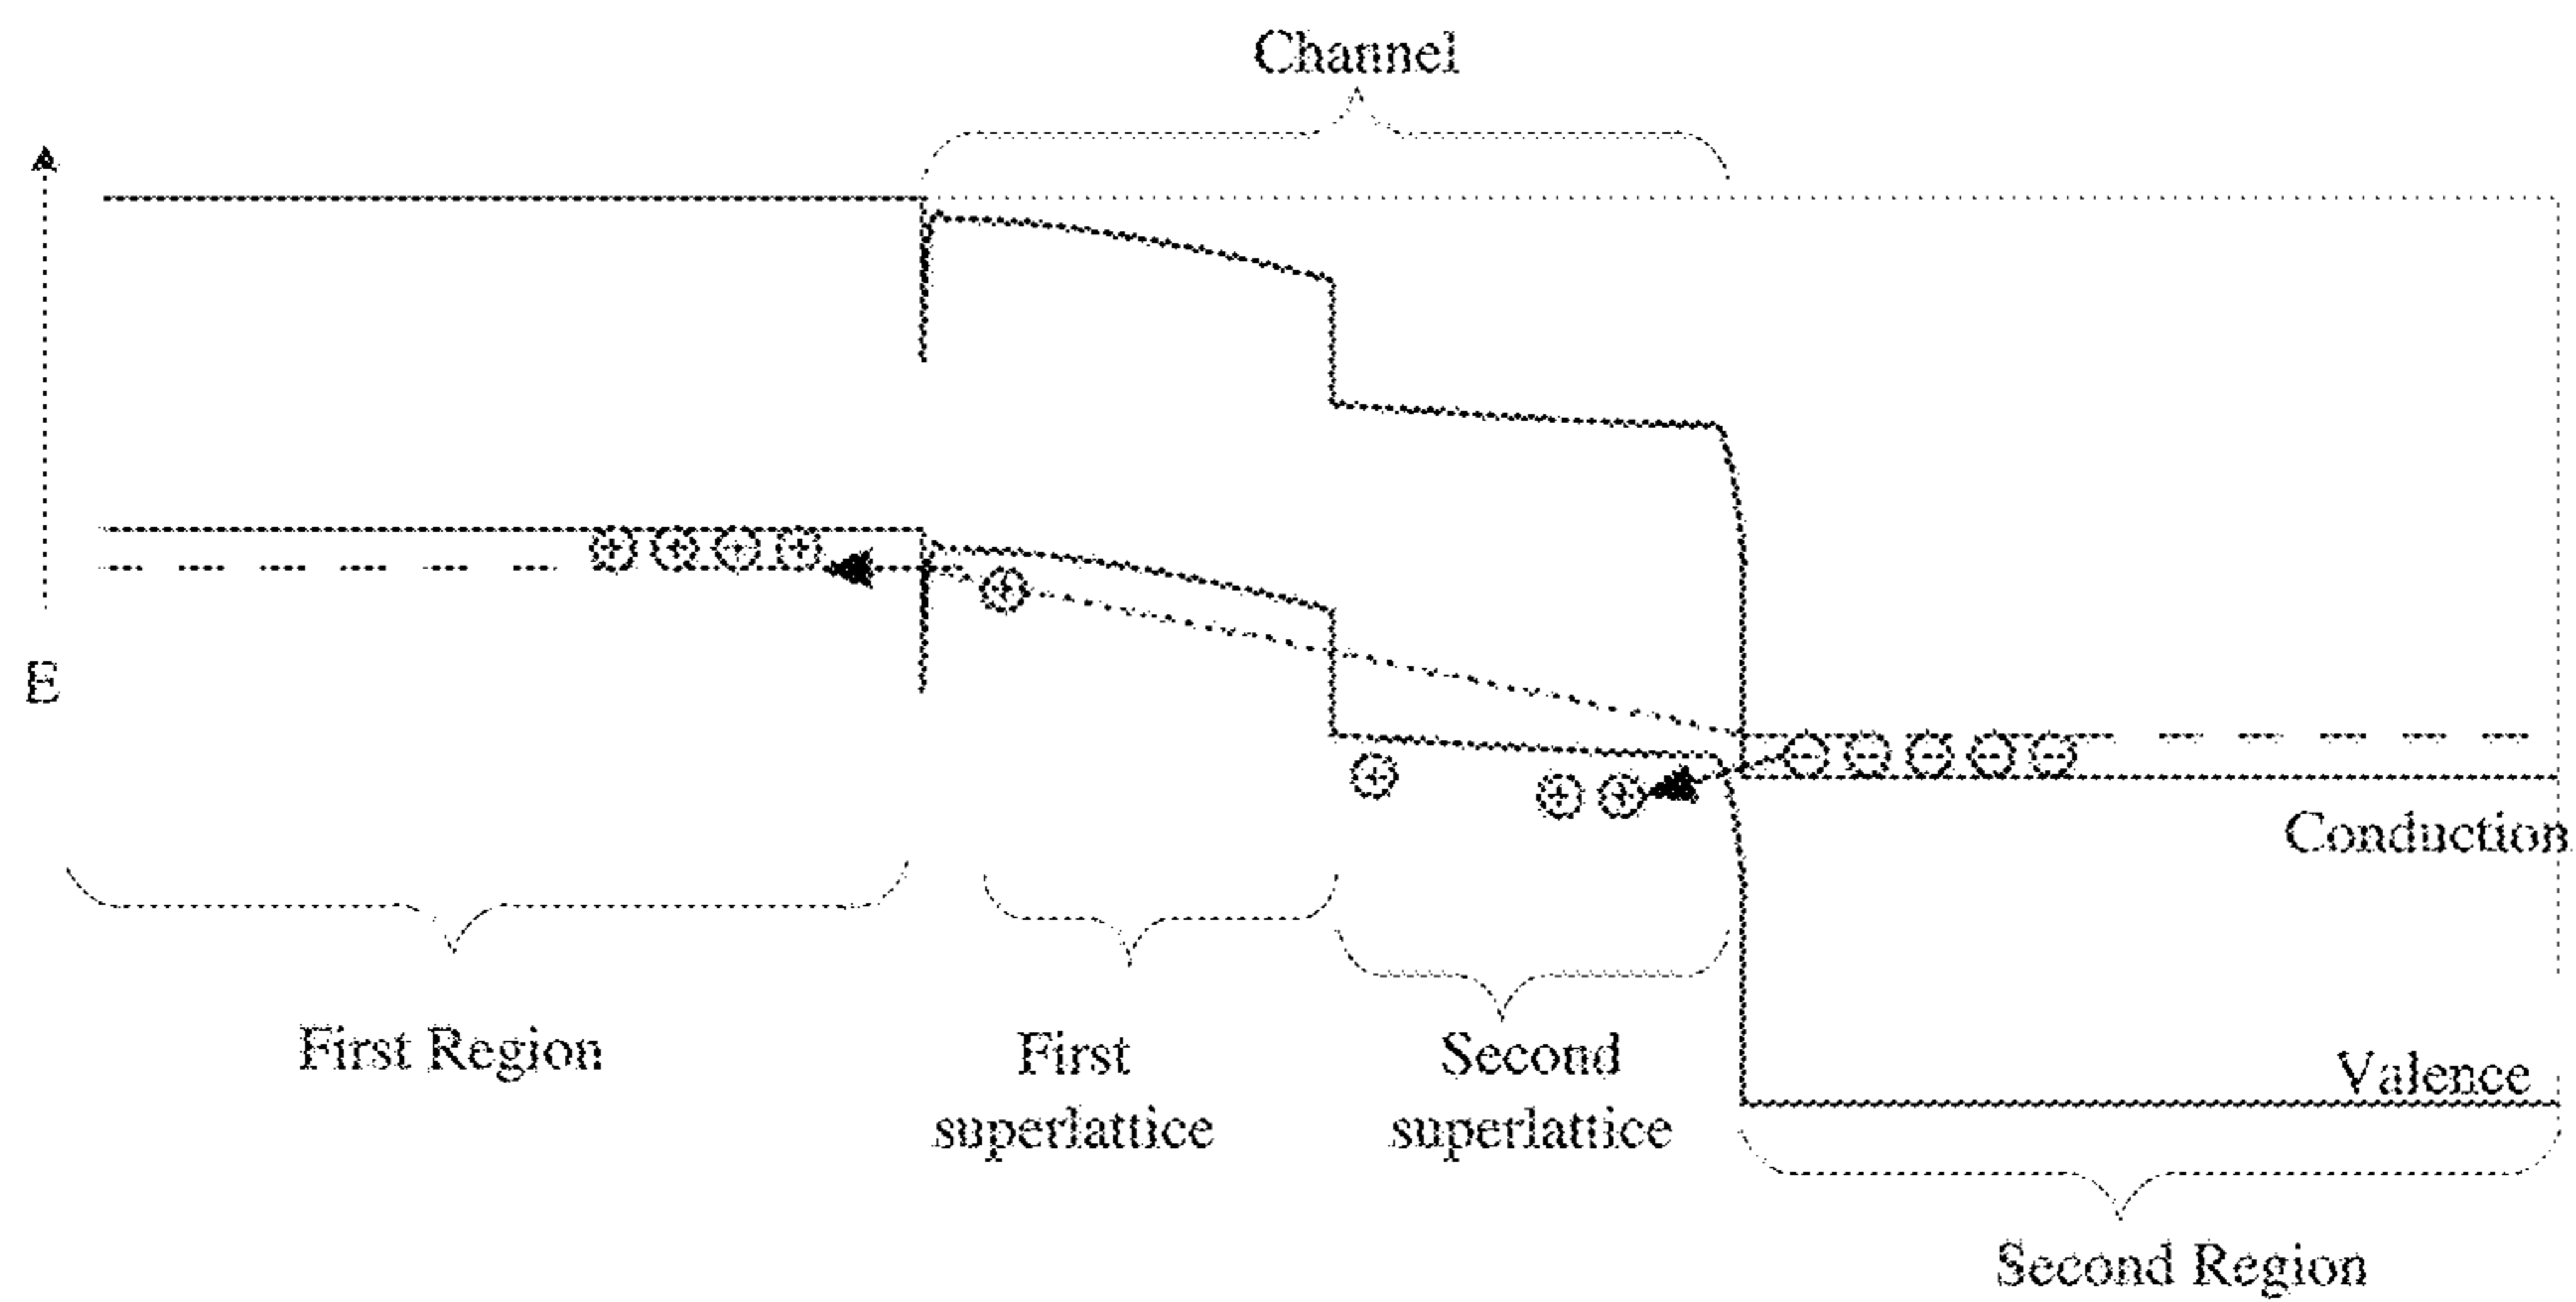 Channel
E
Conduction
First Region
First
superlattice
Second
superlattice
Valence
Second Region